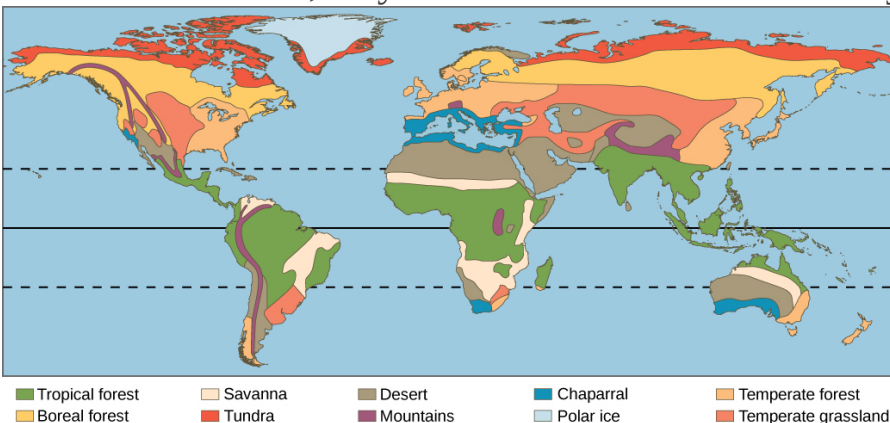 Tropical forest Savanna Desert Chaparral Temperate forest
Boreal forest Tundra Mountains Polar ice Temperate grassland